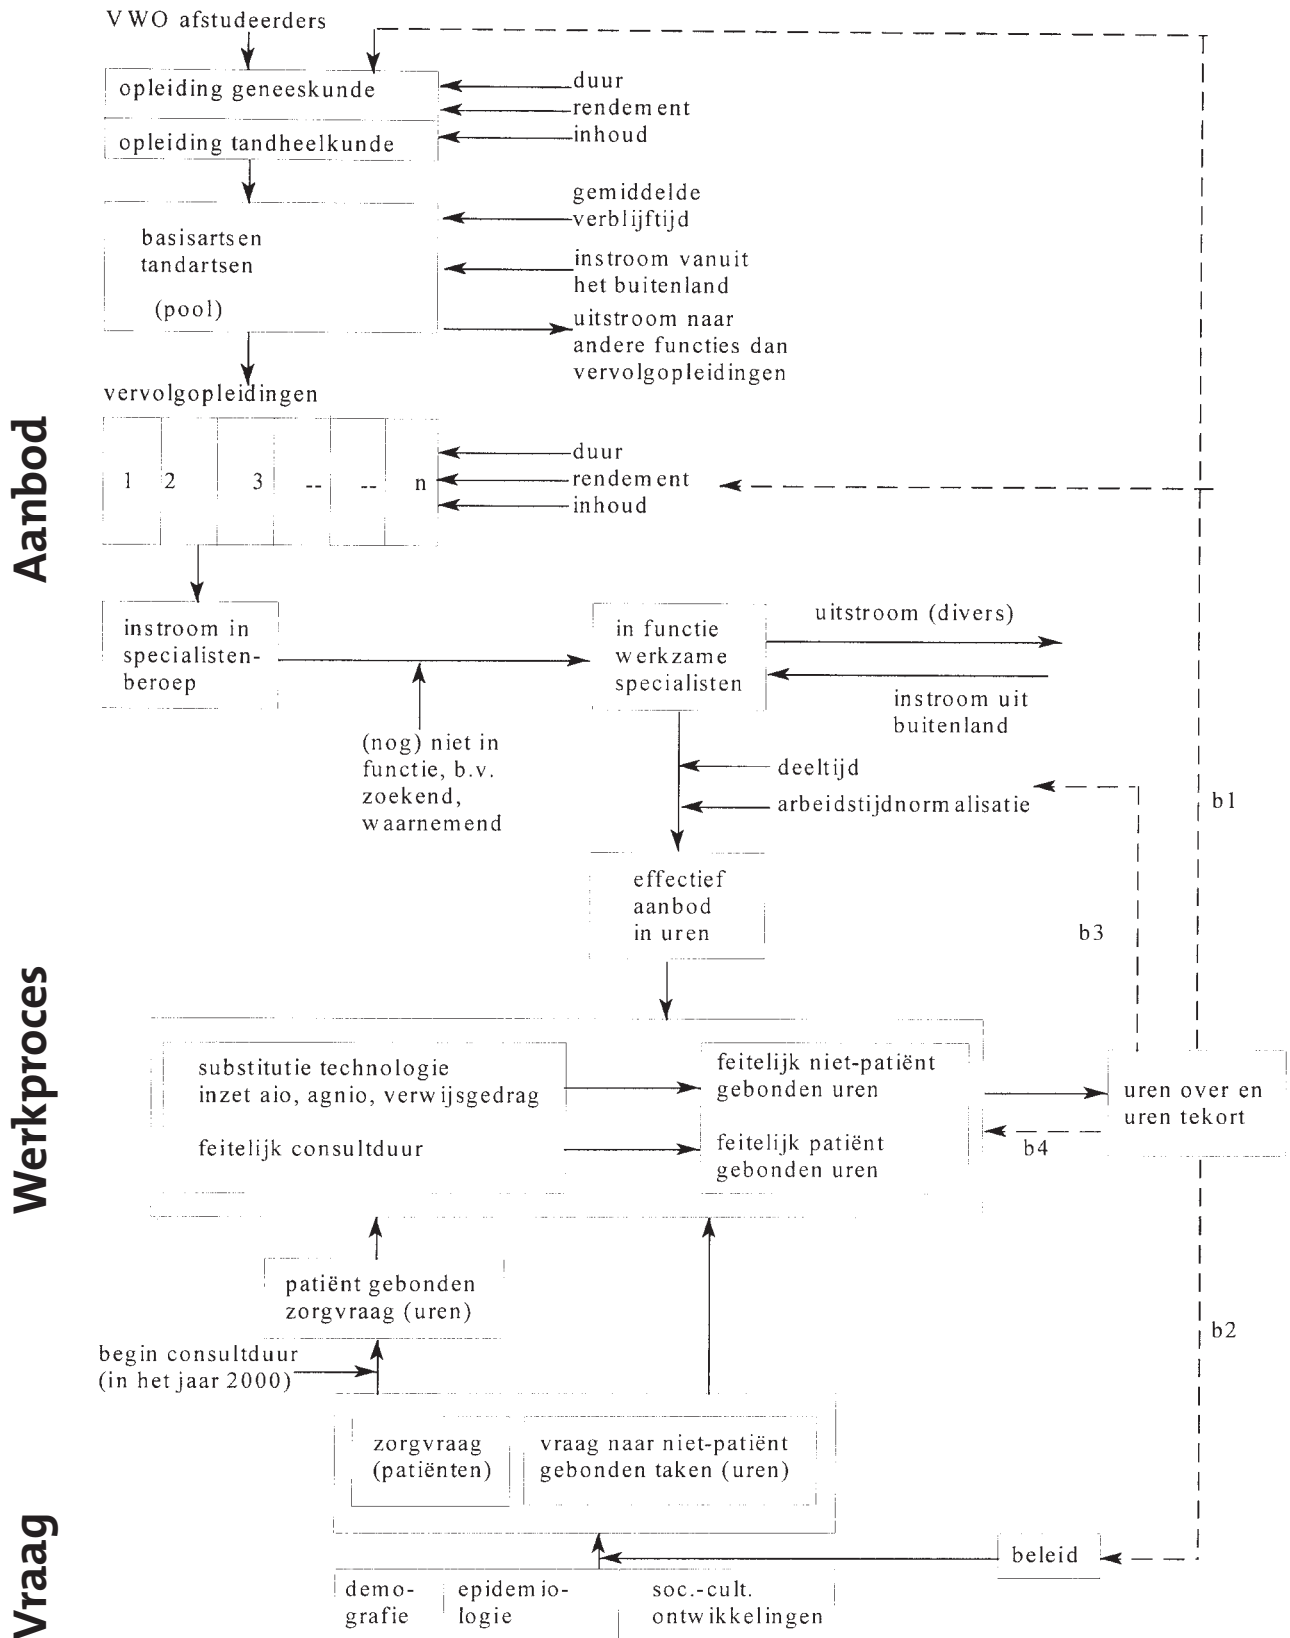 VWO afstudeerders
opleiding geneeskunde
opleiding tandheelkunde
duur
rendement
inhoud
basisartsen
tandartsen
(pool)
gemiddelde
verblijftijd
instroom vanuit
het buitenland
uitstroom naar
andere functies dan
vervolgopleidingen
vervolgopleidingen
1 2 3 -- -- n
duur
rendement
inhoud
Aanbod
instroom in
specialisten-
beroep
(nog) niet in
functie, b.v.
zoekend,
waarnemend
in functie
werkzame
specialisten
uitstroom (divers)
instroom uit
buitenland
deeltijd
arbeidstijdnormalisatie
b1
effectief
aanbod
in uren
b3
Werkproces
substitutie technologie
inzet aio, agnio, verwijsgedrag
feitelijk consultduur
feitelijk niet-patiënt
gebonden uren
feitelijk patiënt
gebonden uren
uren over en
uren tekort
b4
patiënt gebonden
zorgvraag (uren)
b2
begin consultduur
(in het jaar 2000)
zorgvraag
(patiënten)
vraag naar niet-patiënt
gebonden taken (uren)
Vraag
beleid
demo-
grafie
epidemio-
logie
soc.-cult.
ontwikkelingen